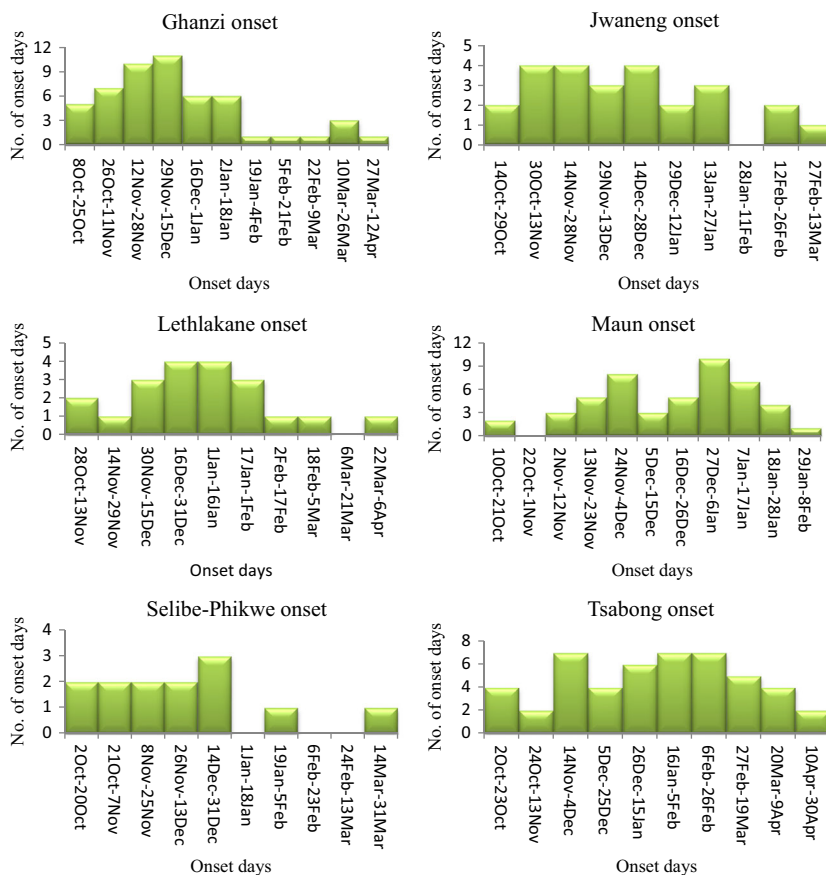 Ghanzi onset
No. of onset days
12
9
6
3
0
8Oct-25Oct
26Oct-11Nov
12Nov-28Nov
29Nov-15Dec
16Dec-1Jan
2Jan-18Jan
19Jan-4Feb
5Feb-21Feb
22Feb-9Mar
10Mar-26Mar
27Mar-12Apr
Onset days
Jwaneng onset
No. of onset days
5
4
3
2
1
0
14Oct-29Oct
30Oct-13Nov
14Nov-28Nov
29Nov-13Dec
14Dec-28Dec
29Dec-12Jan
13Jan-27Jan
28Jan-11Feb
12Feb-26Feb
27Feb-13Mar
Onset days
Lethlakane onset
No. of onset days
5
4
3
2
1
0
28Oct-13Nov
14Nov-29Nov
30Nov-15Dec
16Dec-31Dec
1Jan-16Jan
17Jan-1Feb
2Feb-17Feb
18Feb-5Mar
6Mar-21Mar
22Mar-6Apr
Onset days
Maun onset
No. of onset days
12
9
6
3
0
10Oct-21Oct
22Oct-1Nov
2Nov-12Nov
13Nov-23Nov
24Nov-4Dec
5Dec-15Dec
16Dec-26Dec
27Dec-6Jan
7Jan-17Jan
18Jan-28Jan
29Jan-8Feb
Onset days
Selibe-Phikwe onset
No. of onset days
4
3
2
1
0
2Oct-20Oct
21Oct-7Nov
8Nov-25Nov
26Nov-13Dec
14Dec-31Dec
1Jan-18Jan
19Jan-5Feb
6Feb-23Feb
24Feb-13Mar
14Mar-31Mar
Onset days
Tsabong onset
No. of onset days
8
6
4
2
0
2Oct-23Oct
24Oct-13Nov
14Nov-4Dec
5Dec-25Dec
26Dec-15Jan
16Jan-5Feb
6Feb-26Feb
27Feb-19Mar
20Mar-9Apr
10Apr-30Apr
Onset days